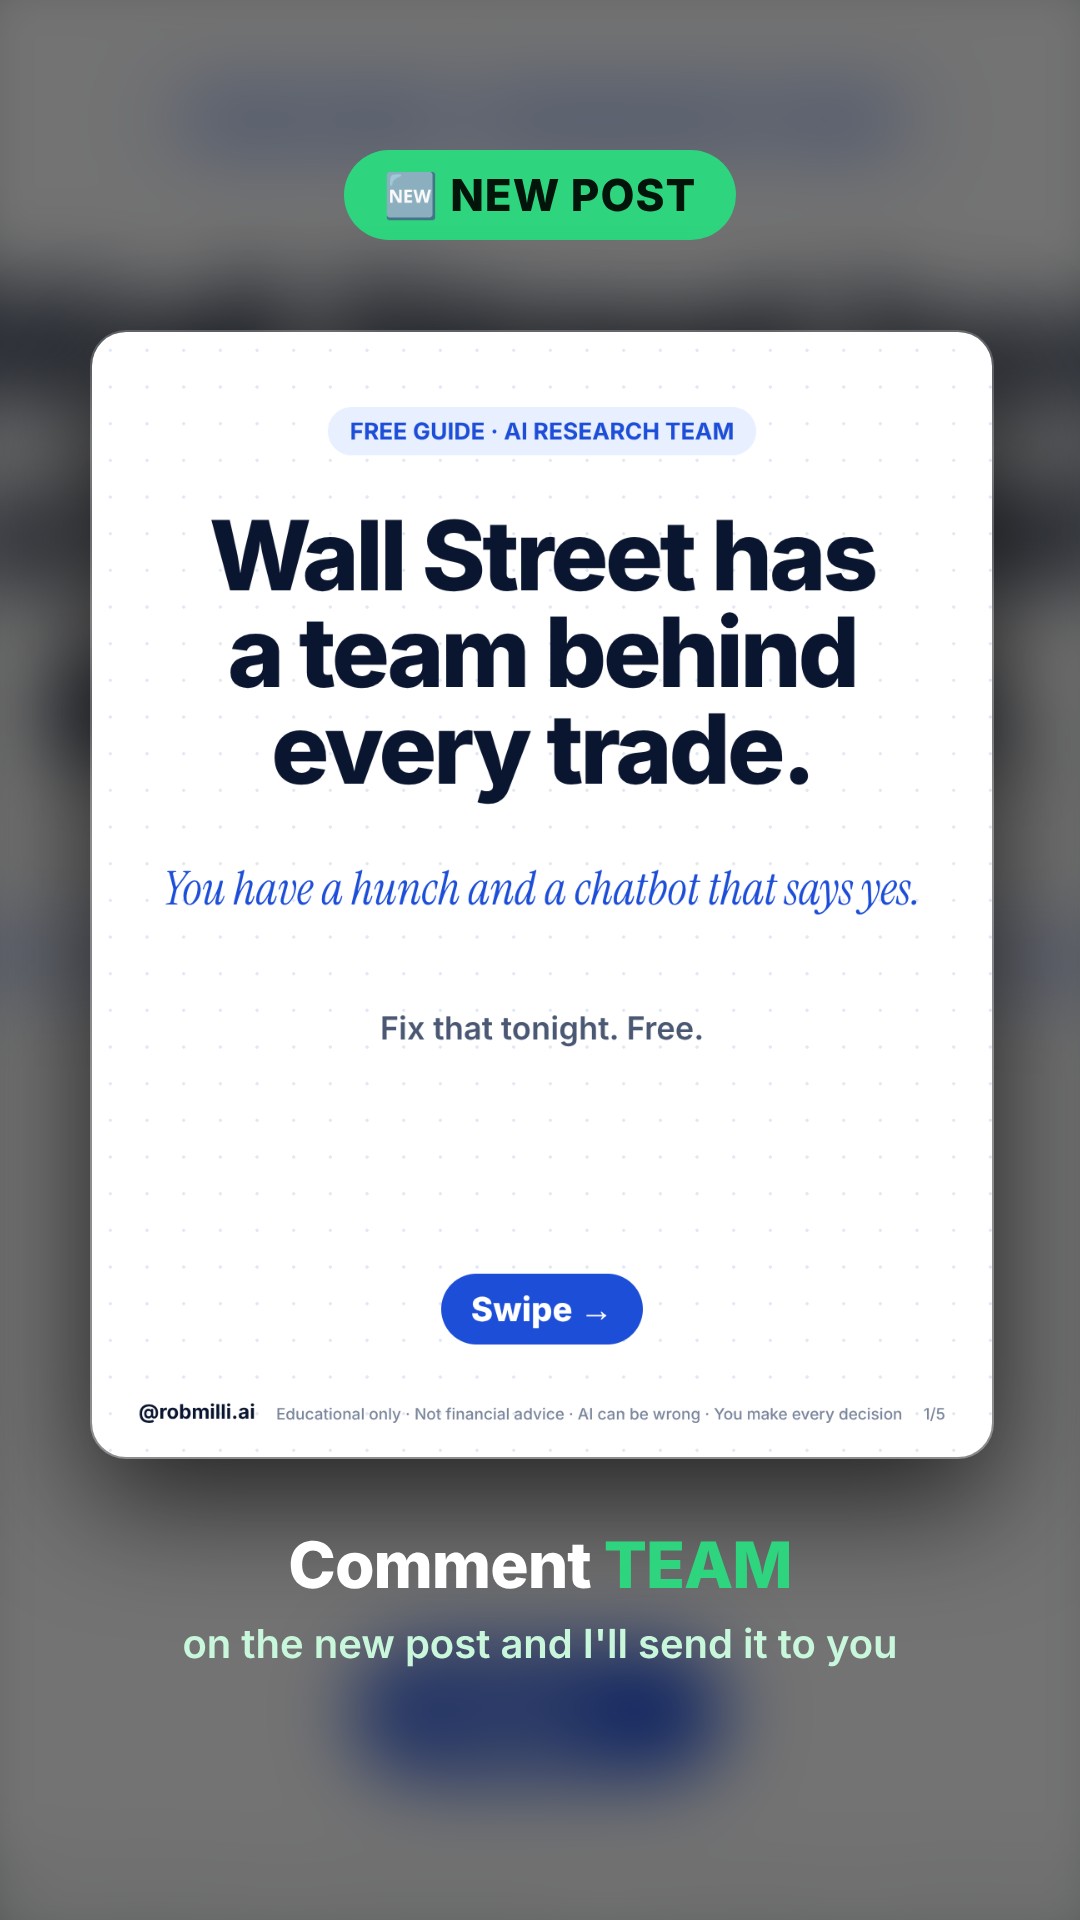 🆕 NEW POST
FREE GUIDE · AI RESEARCH TEAM
Wall Street has
a team behind
every trade.
You have a hunch and a chatbot that says yes.
Fix that tonight. Free.
Swipe →
@robmilli.ai Educational only · Not financial advice · AI can be wrong · You make every decision 1/5
Comment TEAM
on the new post and I'll send it to you